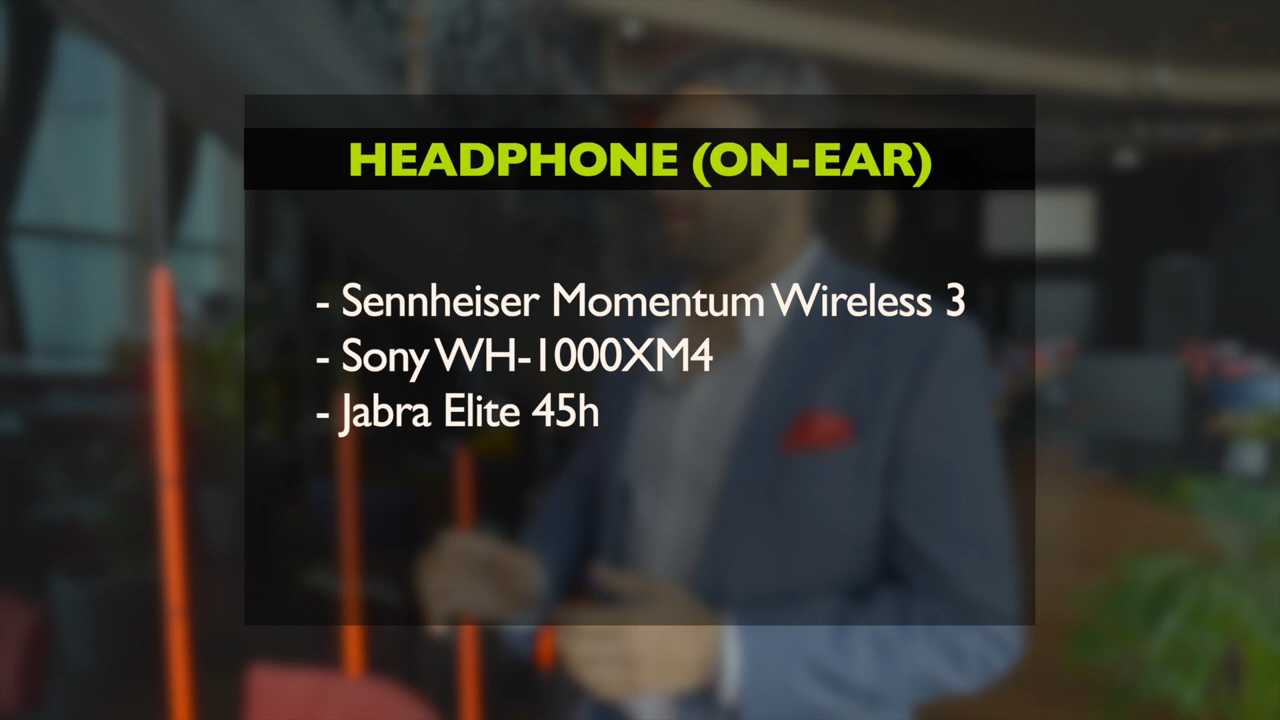 HEADPHONE (ON-EAR)
- Sennheiser Momentum Wireless 3
- Sony WH-1000XM4
- Jabra Elite 45h